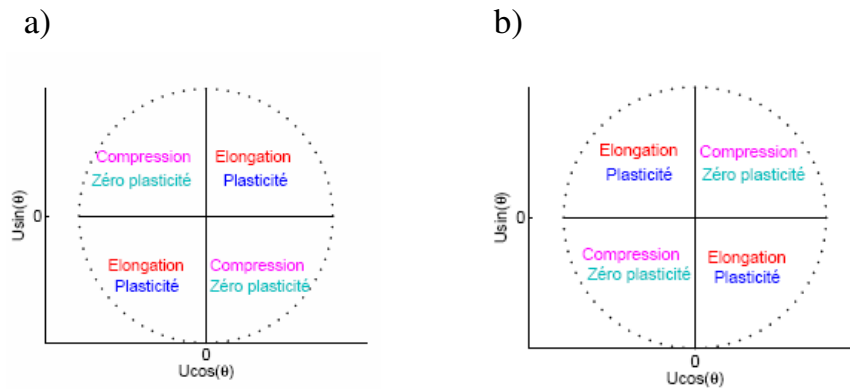 a)
Compression
Elongation
Zéro plasticité
Plasticité
Elongation
Compression
Plasticité
Zéro plasticité
0
Usin(θ)
0
Ucos(θ)
b)
Elongation
Compression
Plasticité
Zéro plasticité
Compression
Elongation
Zéro plasticité
Plasticité
0
Usin(θ)
0
Ucos(θ)